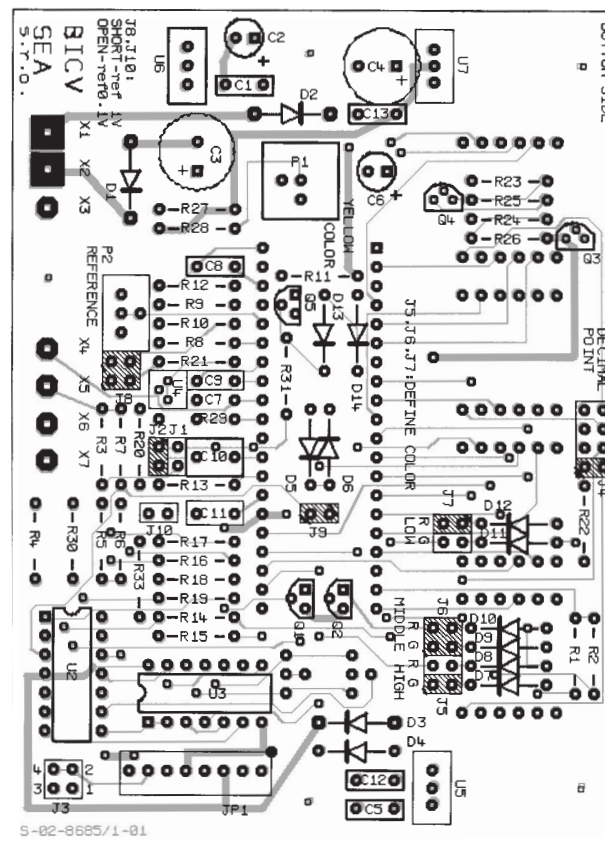 BOTTOM SIDE
J8,J10:
SHORT-ref 1V
OPEN-ref0.1V
BICV
SEA
s.r.o.
U6
C2
+
C1
D2
C4
+
U7
C13
X1
X2
X3
D1
C3
+
P1
C6
+
YELLOW
COLOR
R23
R25
R24
R26
Q4
Q3
R27
R28
P2
REFERENCE
C8
R12
R9
R10
R8
R21
R11
Q5
D13
D14
R31
J5,J6,J7:DEFINE COLOR
DECIMAL
POINT
X4
X5
X6
X7
J8
C9
C7
R29
J2
J1
C10
R3
R7
R20
R13
D5
D6
J4
R4
R30
R5
R6
J10
C11
J9
J7
R
G
LOW
D12
D11
R22
R33
R17
R16
R18
R19
R14
R15
Q1
Q2
J6
R
G
R
G
MIDDLE
HIGH
J5
D10
D9
D8
D7
R1
R2
U2
U3
D3
D4
4
2
3
1
J3
JP1
C12
C5
U5
S-02-8685/1-01